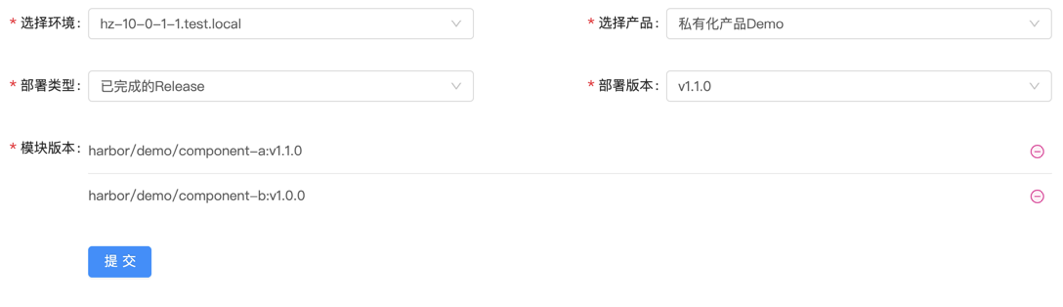 * 选择环境: hz-10-0-1-1.test.local * 选择产品: 私有化产品Demo
* 部署类型: 已完成的Release * 部署版本: v1.1.0
* 模块版本: harbor/demo/component-a:v1.1.0
harbor/demo/component-b:v1.0.0
提 交